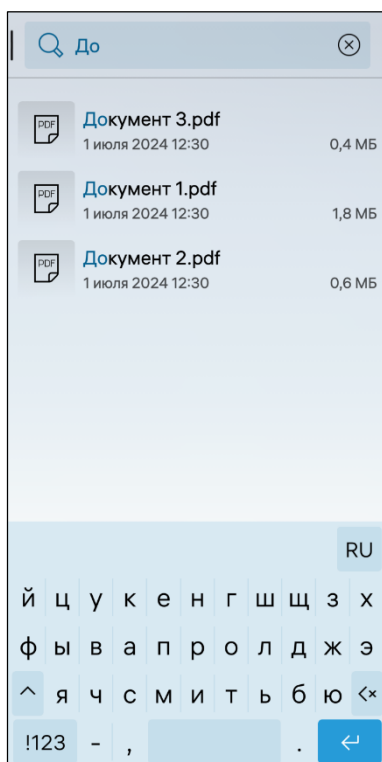 До
PDF
Документ 3.pdf
1 июля 2024 12:30 0,4 МБ
PDF
Документ 1.pdf
1 июля 2024 12:30 1,8 МБ
PDF
Документ 2.pdf
1 июля 2024 12:30 0,6 МБ
RU
й ц у к е н г ш щ з х
ф ы в а п р о л д ж э
я ч с м и т ь б ю
!123 - , .